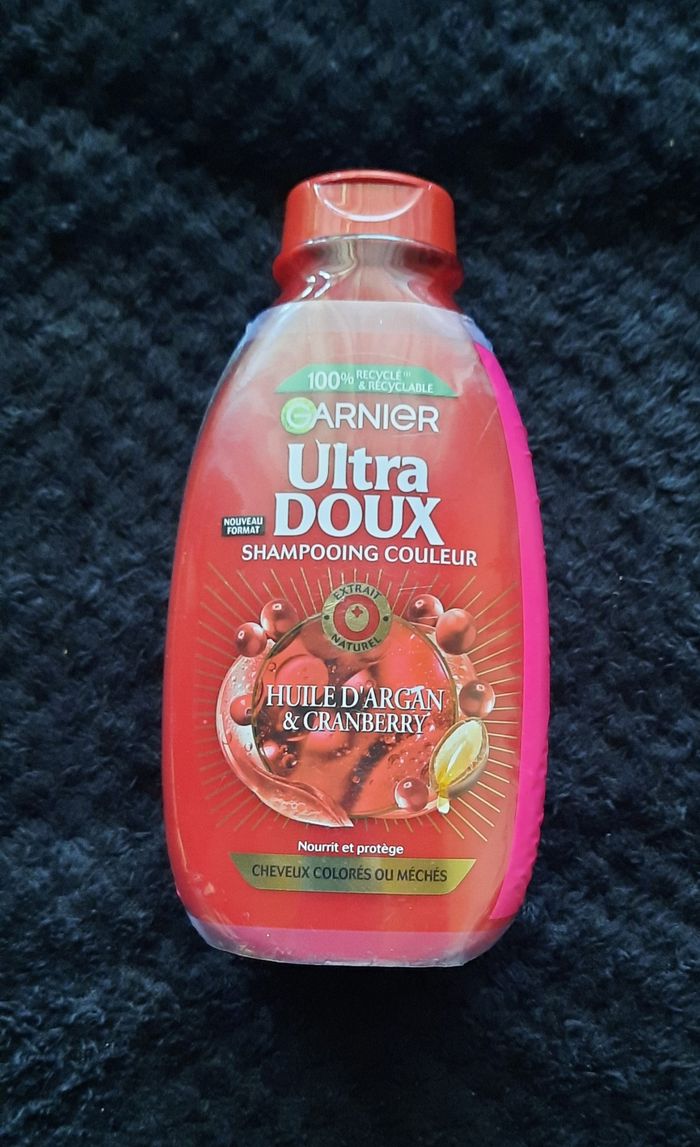 100% RECYCLÉ (1)
& RECYCLABLE
GARNIER
Ultra
DOUX
NOUVEAU
FORMAT
SHAMPOOING COULEUR
EXTRAIT
NATUREL
HUILE D'ARGAN
& CRANBERRY
Nourrit et protège
CHEVEUX COLORÉS OU MÉCHÉS